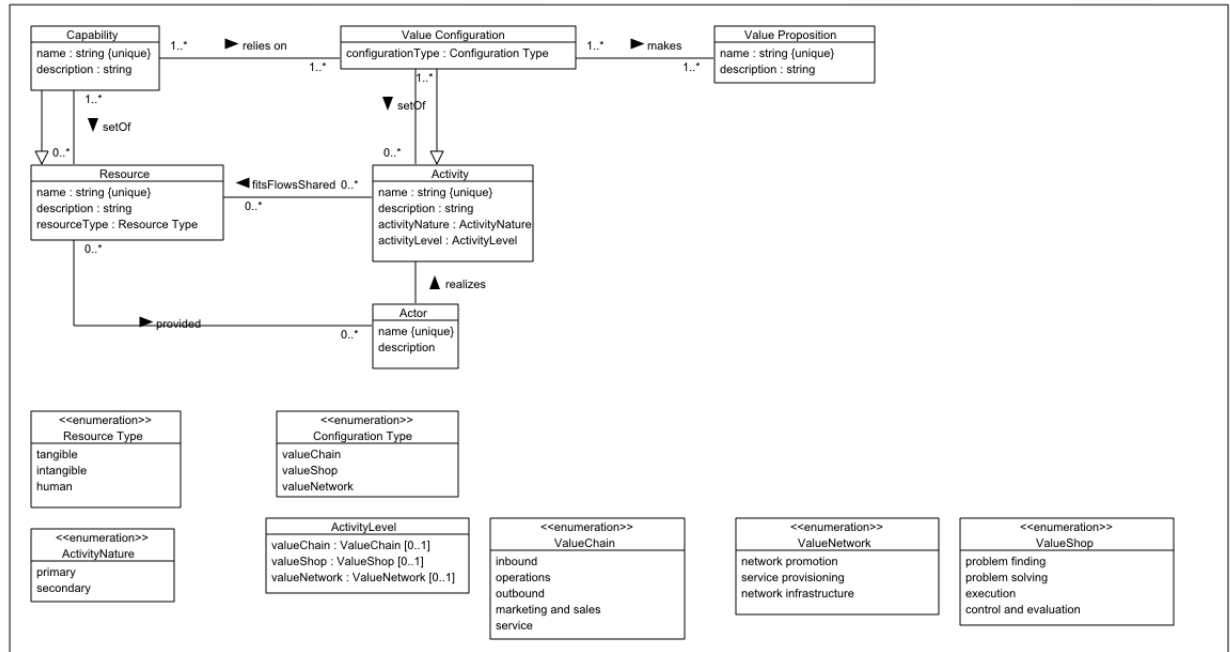 Capability
name : string {unique}
description : string
1..*
relies on
1..*
Value Configuration
configurationType : Configuration Type
1..*
makes
1..*
Value Proposition
name : string {unique}
description : string
1..*
setOf
0..*
1..*
setOf
0..*
Resource
name : string {unique}
description : string
resourceType : Resource Type
fitsFlowsShared
0..*
0..*
Activity
name : string {unique}
description : string
activityNature : ActivityNature
activityLevel : ActivityLevel
0..*
realizes
provided
0..*
Actor
name {unique}
description
<<enumeration>>
Resource Type
tangible
intangible
human
<<enumeration>>
Configuration Type
valueChain
valueShop
valueNetwork
<<enumeration>>
ActivityNature
primary
secondary
ActivityLevel
valueChain : ValueChain [0..1]
valueShop : ValueShop [0..1]
valueNetwork : ValueNetwork [0..1]
<<enumeration>>
ValueChain
inbound
operations
outbound
marketing and sales
service
<<enumeration>>
ValueNetwork
network promotion
service provisioning
network infrastructure
<<enumeration>>
ValueShop
problem finding
problem solving
execution
control and evaluation